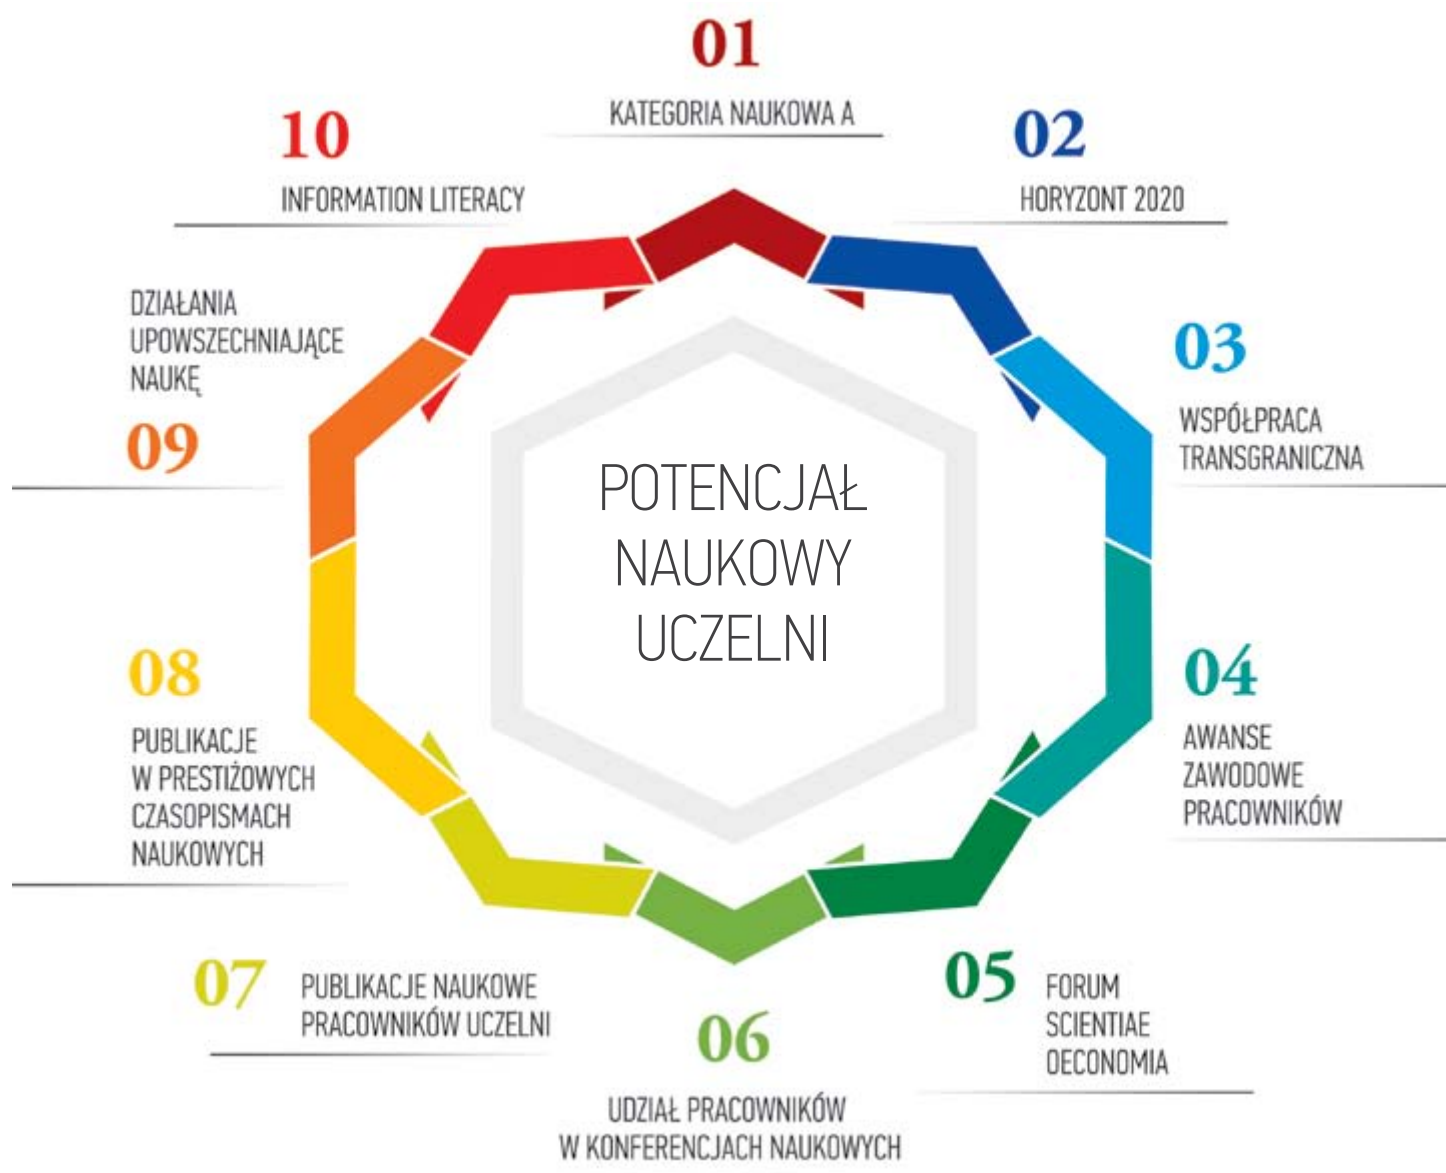 01
KATEGORIA NAUKOWA A
02
HORYZONT 2020
03
WSPÓŁPRACA
TRANSGRANICZNA
04
AWANSE
ZAWODOWE
PRACOWNIKÓW
05
FORUM
SCIENTIAE
OECONOMIA
06
UDZIAŁ PRACOWNIKÓW
W KONFERENCJACH NAUKOWYCH
07
PUBLIKACJE NAUKOWE
PRACOWNIKÓW UCZELNI
08
PUBLIKACJE
W PRESTIŻOWYCH
CZASOPISMACH
NAUKOWYCH
DZIAŁANIA
UPOWSZECHNIAJĄCE
NAUKĘ
09
10
INFORMATION LITERACY
POTENCJAŁ
NAUKOWY
UCZELNI